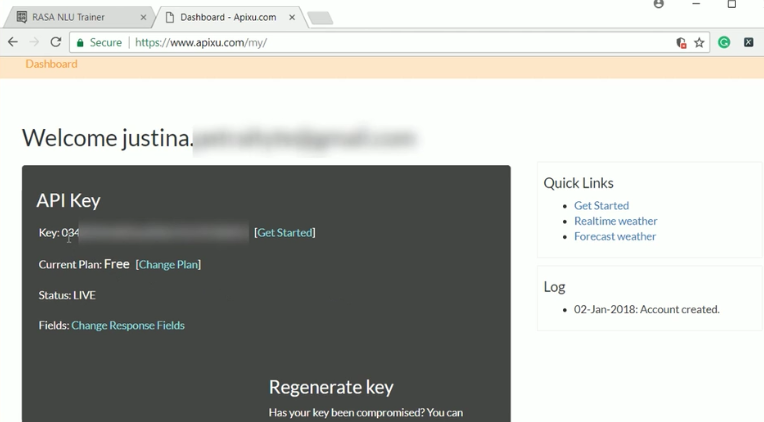 RASA NLU Trainer
Dashboard - Apixu.com
Secure
https://www.apixu.com/my/
Dashboard
Welcome justina.
API Key
Key: 034
[Get Started]
Current Plan: Free [Change Plan]
Status: LIVE
Fields: Change Response Fields
Regenerate key
Has your key been compromised? You can
Quick Links
Get Started
Realtime weather
Forecast weather
Log
02-Jan-2018: Account created.